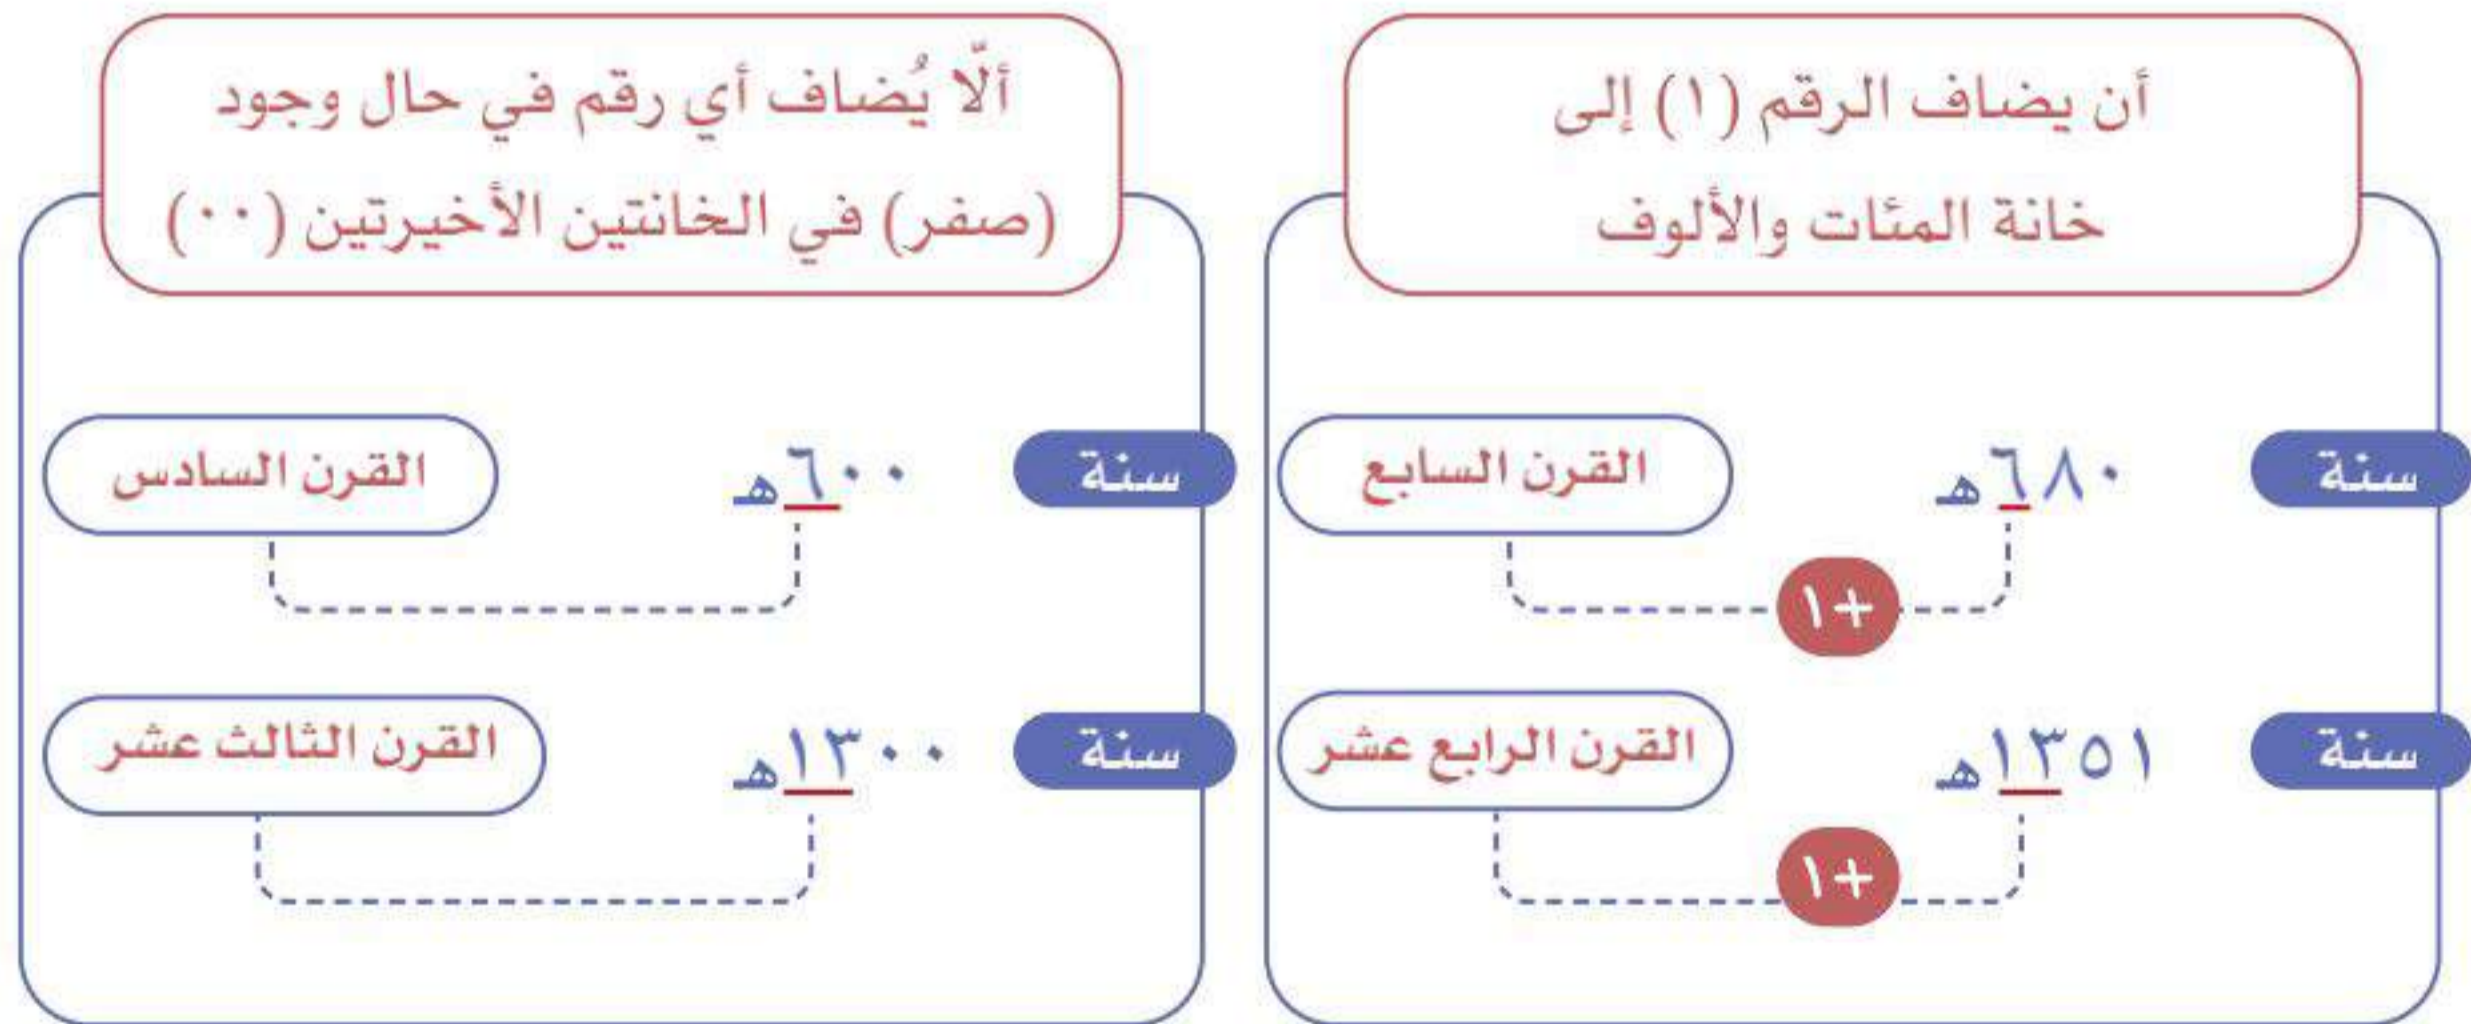 أن يضاف الرقم (١) إلى
خانة المئات والألوف
سنة
٦٨٠هـ
القرن السابع
+١
سنة
١٣٥١هـ
القرن الرابع عشر
+١
ألّا يُضاف أي رقم في حال وجود
(صفر) في الخانتين الأخيرتين (٠٠)
سنة
٦٠٠هـ
القرن السادس
سنة
١٣٠٠هـ
القرن الثالث عشر